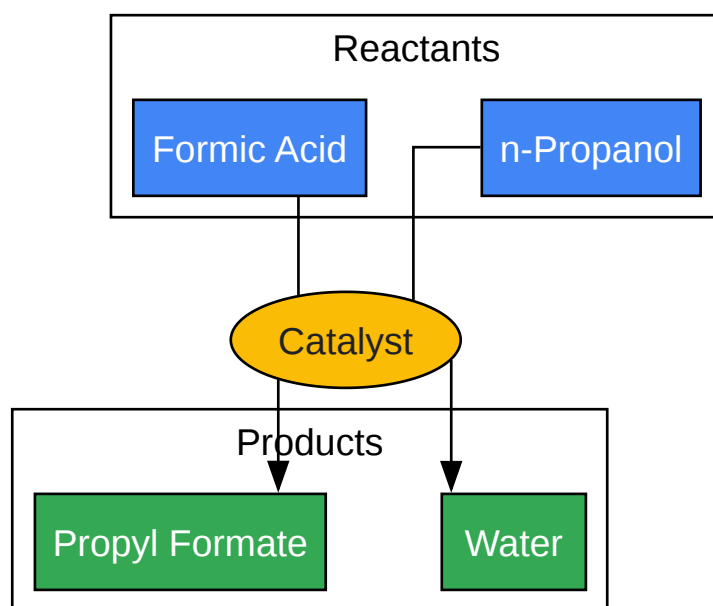 Reactants
Formic Acid
n-Propanol
Catalyst
Products
Propyl Formate
Water